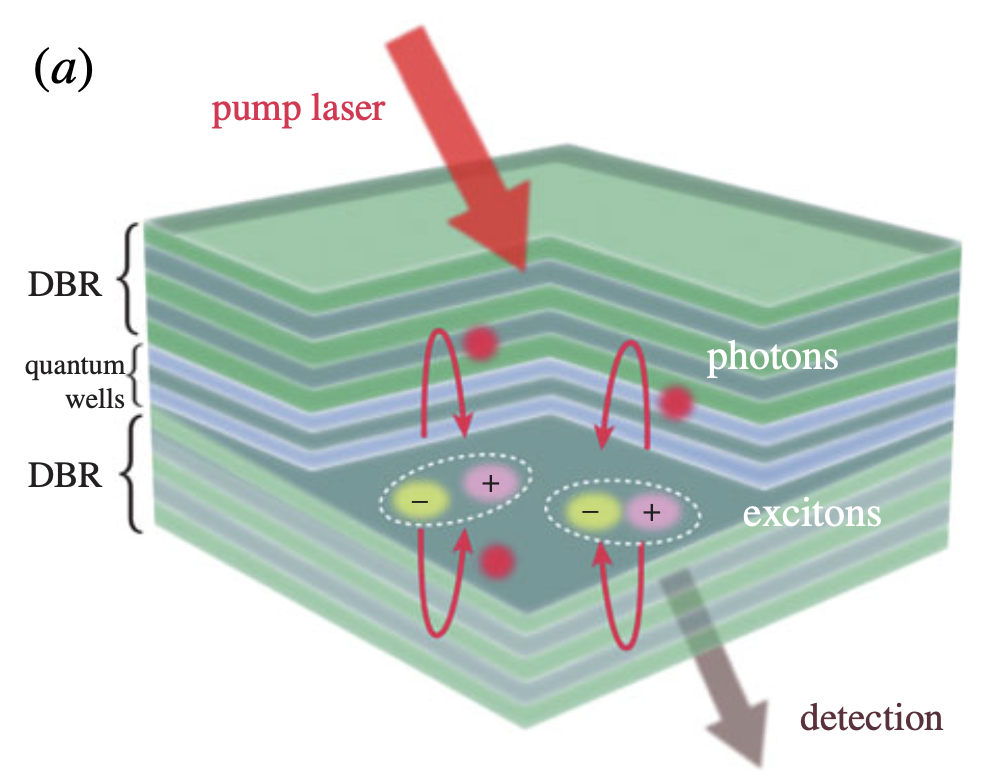 (a)
pump laser
DBR
quantum
wells
photons
DBR
excitons
− +
− +
detection